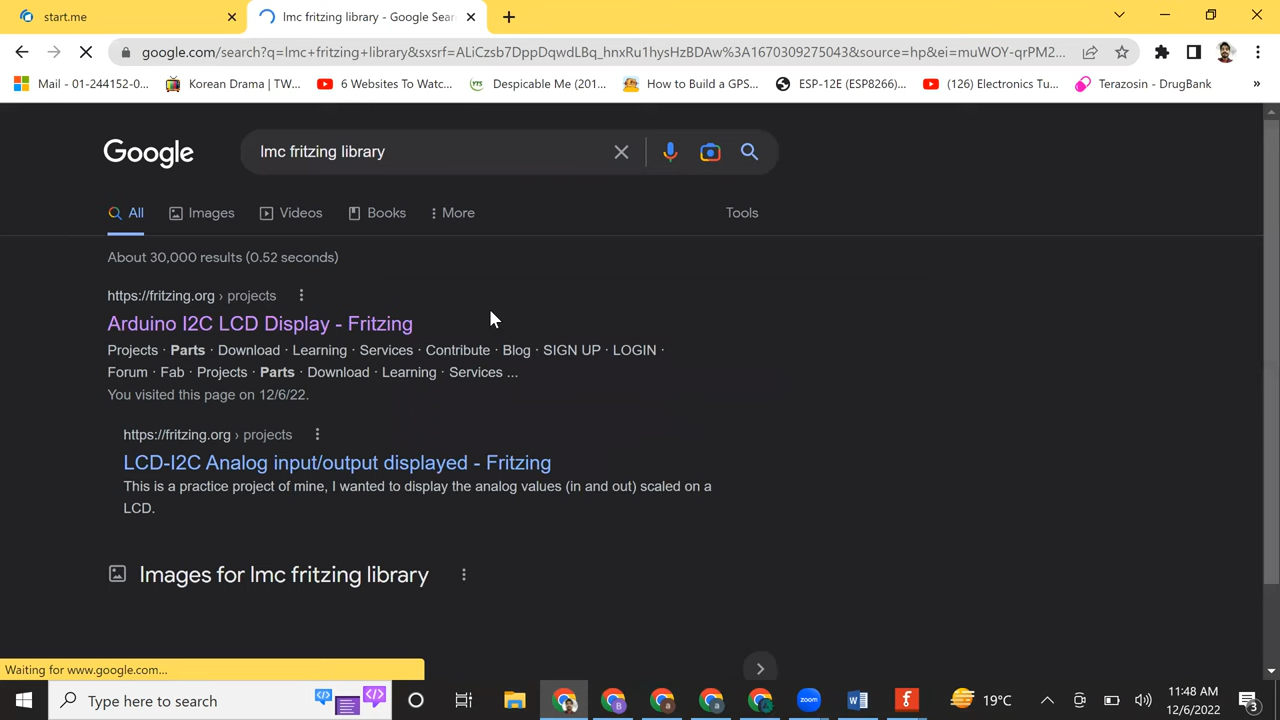 start.me
lmc fritzing library - Google Sear
google.com/search?q=lmc+fritzing+library&sxsrf=ALiCzsb7DppDqwdLBq_hnxRu1hysHzBDAw%3A1670309275043&source=hp&ei=muWOY-qrPM2...
Mail - 01-244152-0... Korean Drama | TW... 6 Websites To Watc... Despicable Me (201... How to Build a GPS... ESP-12E (ESP8266)... (126) Electronics Tu... Terazosin - DrugBank »
Google
lmc fritzing library
All Images Videos Books More Tools
About 30,000 results (0.52 seconds)
https://fritzing.org › projects
Arduino I2C LCD Display - Fritzing
Projects · Parts · Download · Learning · Services · Contribute · Blog · SIGN UP · LOGIN ·
Forum · Fab · Projects · Parts · Download · Learning · Services ...
You visited this page on 12/6/22.
https://fritzing.org › projects
LCD-I2C Analog input/output displayed - Fritzing
This is a practice project of mine, I wanted to display the analog values (in and out) scaled on a
LCD.
Images for lmc fritzing library
Waiting for www.google.com...
Type here to search
zoom
19°C
11:48 AM
12/6/2022
3